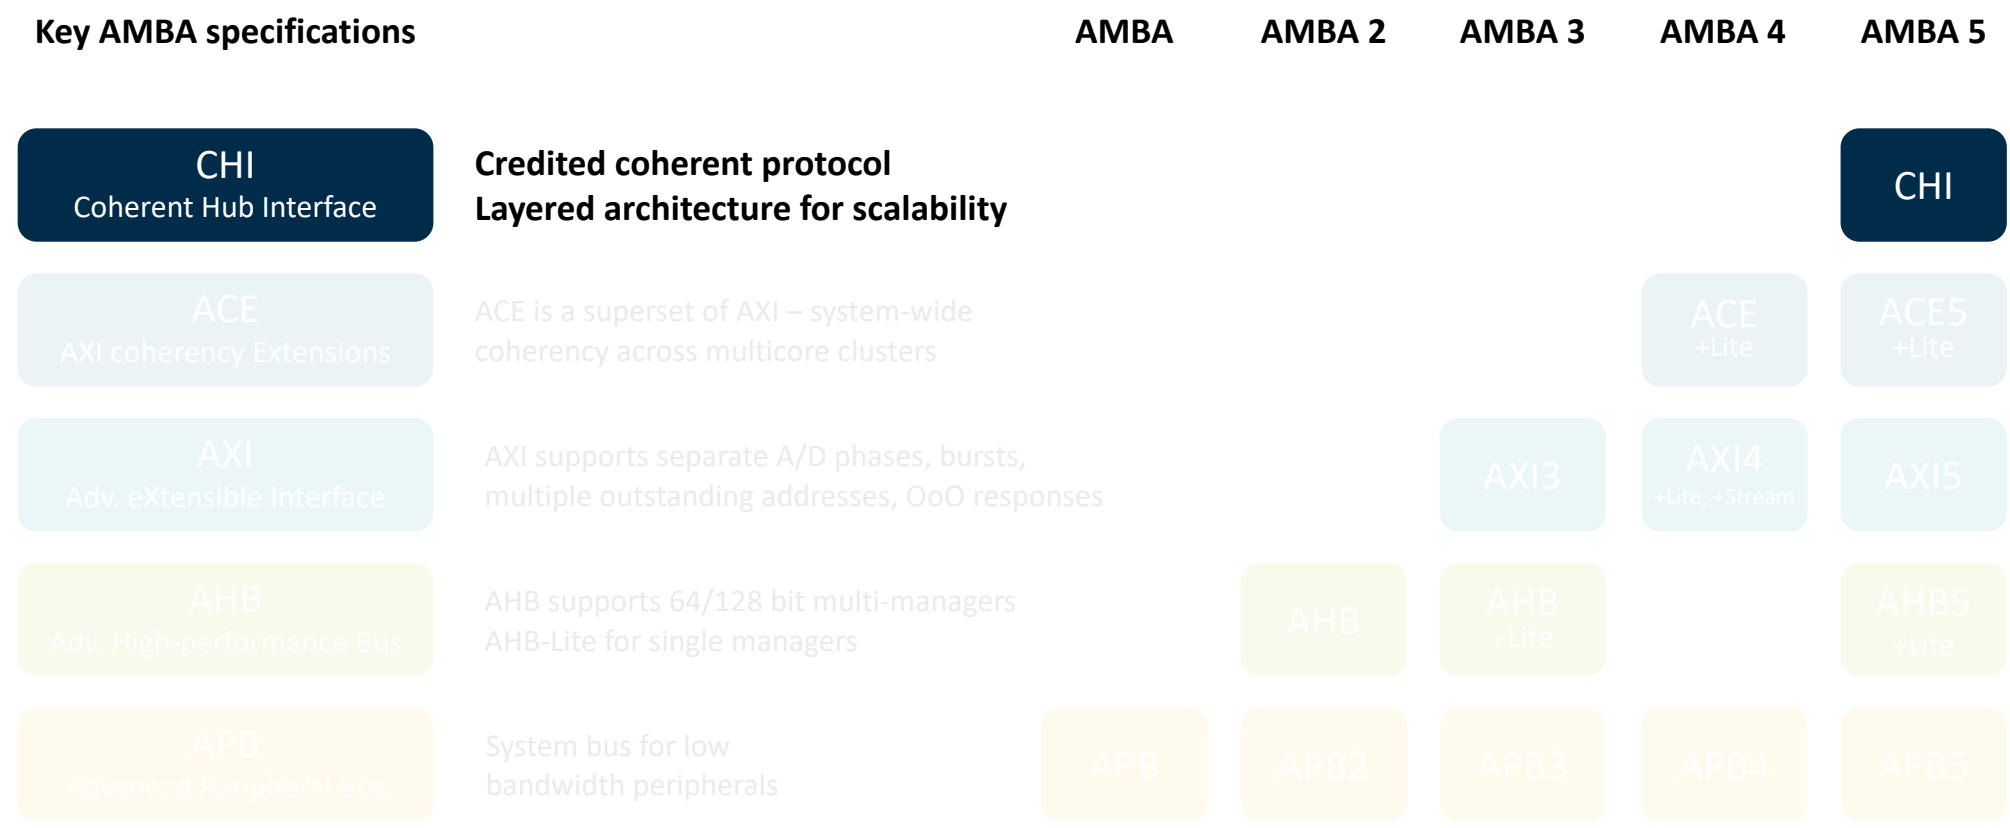 Key AMBA specifications AMBA AMBA 2 AMBA 3 AMBA 4 AMBA 5
CHI
Coherent Hub Interface
Credited coherent protocol
Layered architecture for scalability
CHI
ACE
AXI coherency Extensions
ACE is a superset of AXI – system-wide
coherency across multicore clusters
ACE
+Lite
ACE5
+Lite
AXI
Adv. eXtensible Interface
AXI supports separate A/D phases, bursts,
multiple outstanding addresses, OoO responses
AXI3
AXI4
+Lite, +Stream
AXI5
AHB
Adv. High-performance Bus
AHB supports 64/128 bit multi-managers
AHB-Lite for single managers
AHB
AHB
+Lite
AHB5
+Lite
APB
Advanced Peripheral Bus
System bus for low
bandwidth peripherals
APB
APB2
APB3
APB4
APB5